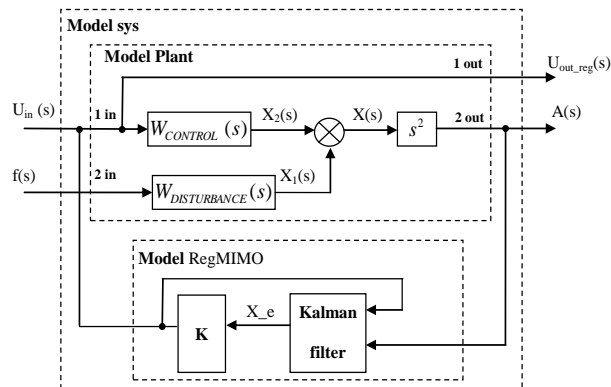 Model sys
Model Plant
1 out
U_out_reg(s)
U_in (s)
1 in
W_CONTROL (s)
X_2(s)
X(s)
s^2
2 out
A(s)
f(s)
2 in
W_DISTURBANCE (s)
X_1(s)
Model RegMIMO
K
X_e
Kalman
filter